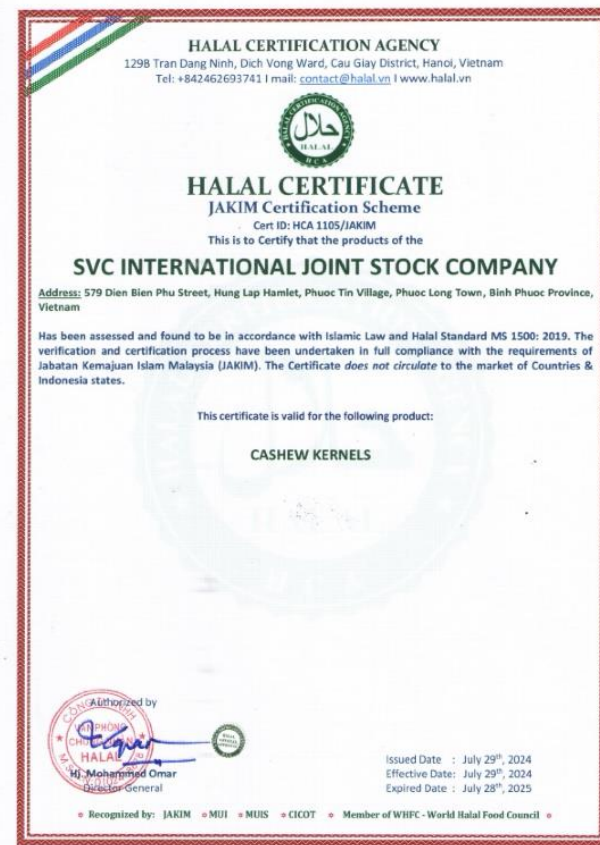 HALAL CERTIFICATION AGENCY
129B Tran Dang Ninh, Dich Vong Ward, Cau Giay District, Hanoi, Vietnam
Tel: +842462693741 I mail: contact@halal.vn I www.halal.vn
HALAL CERTIFICATION AGENCY
حلال
HALAL
HCA
HALAL CERTIFICATE
JAKIM Certification Scheme
Cert ID: HCA 1105/JAKIM
This is to Certify that the products of the
SVC INTERNATIONAL JOINT STOCK COMPANY
Address: 579 Dien Bien Phu Street, Hung Lap Hamlet, Phuoc Tin Village, Phuoc Long Town, Binh Phuoc Province,
Vietnam
Has been assessed and found to be in accordance with Islamic Law and Halal Standard MS 1500: 2019. The
verification and certification process have been undertaken in full compliance with the requirements of
Jabatan Kemajuan Islam Malaysia (JAKIM). The Certificate does not circulate to the market of Countries &
Indonesia states.
This certificate is valid for the following product:
CASHEW KERNELS
Authorized by
VĂN PHÒNG
HALAL
Hj. Mohammed Omar
Director General
Issued Date : July 29th, 2024
Effective Date: July 29th, 2024
Expired Date : July 28th, 2025
Recognized by: JAKIM MUI MUIS CICOT Member of WHFC - World Halal Food Council